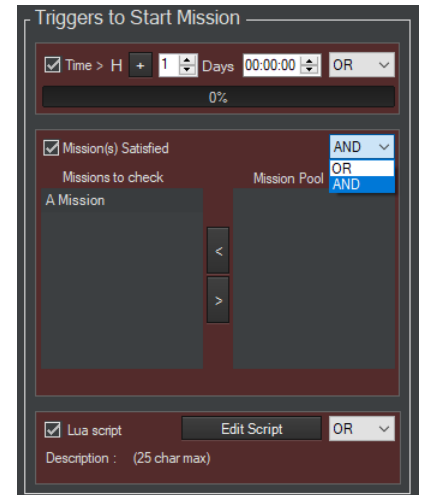 Triggers to Start Mission
Time > H + 1 Days 00:00:00 OR
0%
Mission(s) Satisfied AND
OR
AND
Missions to check Mission Pool
A Mission
<
>
Lua script Edit Script OR
Description : (25 char max)